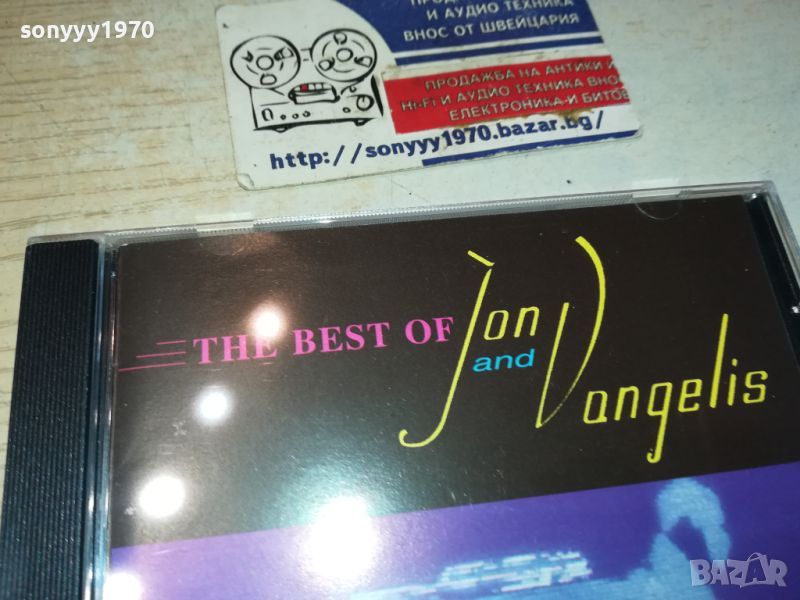 sonyyy1970
И АУДИО ТЕХНИКА
ВНОС ОТ ШВЕЙЦАРИЯ
ПРОДАЖБА НА АНТИКИ И
HI-FI И АУДИО ТЕХНИКА ВНОС
ЕЛЕКТРОНИКА И БИТОВ
http://sonyyy1970.bazar.bg/
THE BEST OF Jon
and Vangelis
BAZAR